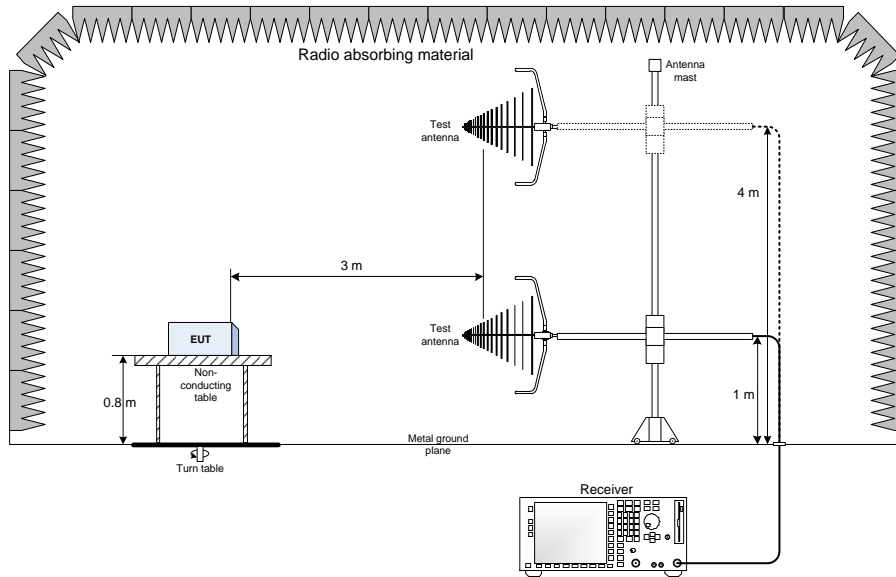 Radio absorbing material
Antenna
mast
Test
antenna
4 m
3 m
Test
antenna
EUT
Non-
conducting
table
0.8 m
1 m
Metal ground
plane
Turn table
Receiver